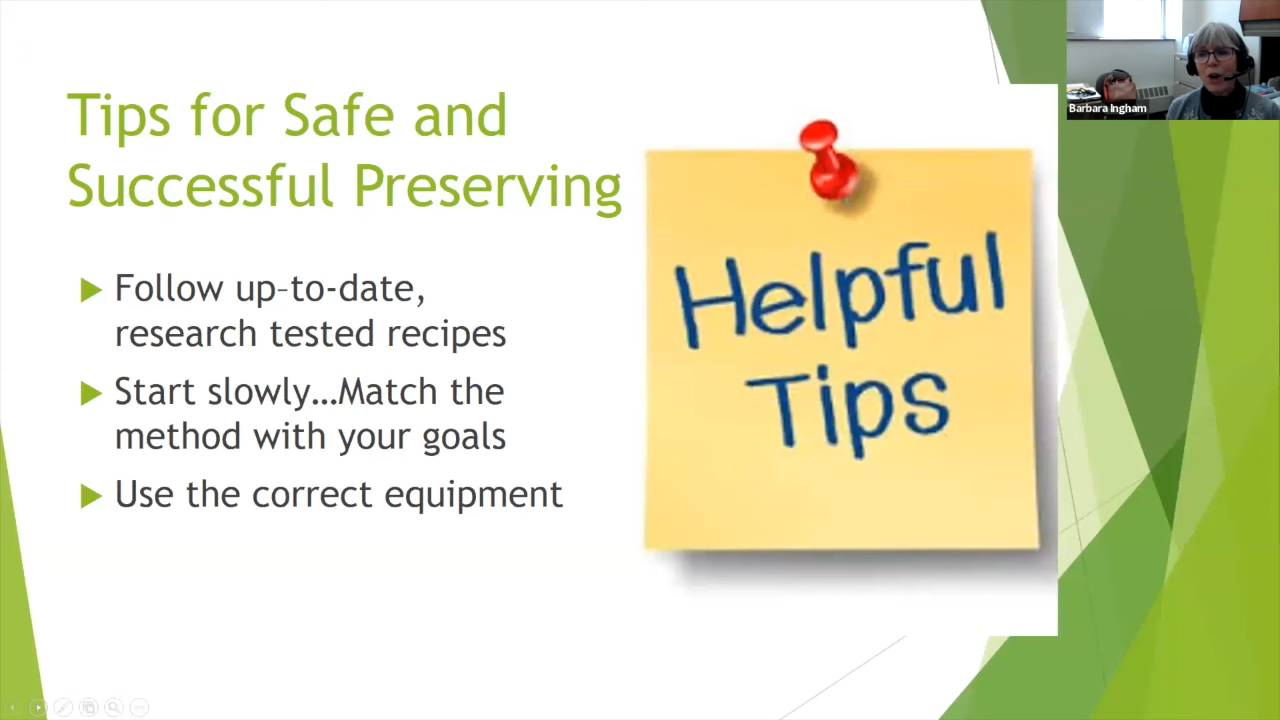 Tips for Safe and
Successful Preserving
Follow up-to-date,
research tested recipes
Start slowly…Match the
method with your goals
Use the correct equipment
Helpful
Tips
Barbara Ingham